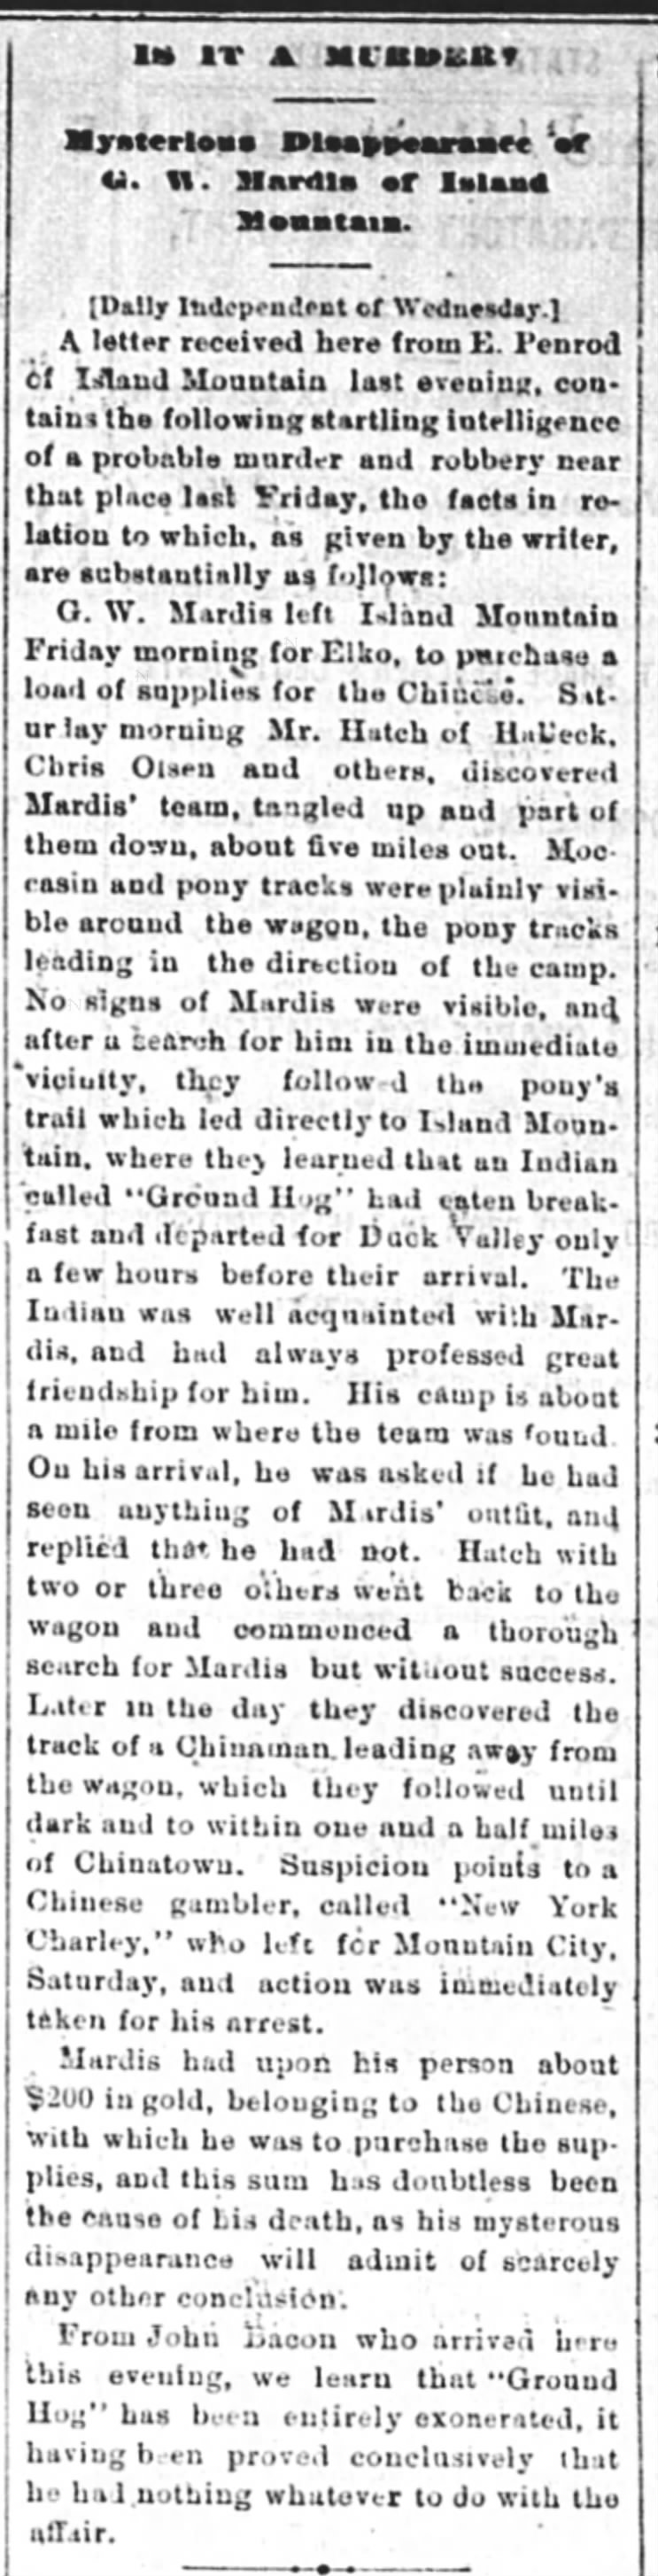 IS IT A MURDER?
Mysterious Disappearance of
G. W. Mardis of Island
Mountain.
[Daily Independent of Wednesday.]
A letter received here from E. Penrod
of Island Mountain last evening, con-
tains the following startling intelligence
of a probable murder and robbery near
that place last Friday, the facts in re-
lation to which, as given by the writer,
are substantially as follows:
G. W. Mardis left Island Mountain
Friday morning for Elko, to purchase a
load of supplies for the Chinese. Sat-
urday morning Mr. Hatch of Halleck,
Chris Olsen and others, discovered
Mardis' team, tangled up and part of
them down, about five miles out. Moc-
casin and pony tracks were plainly visi-
ble around the wagon, the pony tracks
leading in the direction of the camp.
No signs of Mardis were visible, and
after a search for him in the immediate
vicinity, they followed the pony's
trail which led directly to Island Moun-
tain, where they learned that an Indian
called "Ground Hog" had eaten break-
fast and departed for Duck Valley only
a few hours before their arrival. The
Indian was well acquainted with Mar-
dis, and had always professed great
friendship for him. His camp is about
a mile from where the team was found.
On his arrival, he was asked if he had
seen anything of Mardis' outfit, and
replied that he had not. Hatch with
two or three others went back to the
wagon and commenced a thorough
search for Mardis but without success.
Later in the day they discovered the
track of a Chinaman leading away from
the wagon, which they followed until
dark and to within one and a half miles
of Chinatown. Suspicion points to a
Chinese gambler, called "New York
Charley," who left for Mountain City,
Saturday, and action was immediately
taken for his arrest.
Mardis had upon his person about
$200 in gold, belonging to the Chinese,
with which he was to purchase the sup-
plies, and this sum has doubtless been
the cause of his death, as his mysterous
disappearance will admit of scarcely
any other conclusion.
From John Bacon who arrived here
this evening, we learn that "Ground
Hog" has been entirely exonerated, it
having been proved conclusively that
he had nothing whatever to do with the
affair.